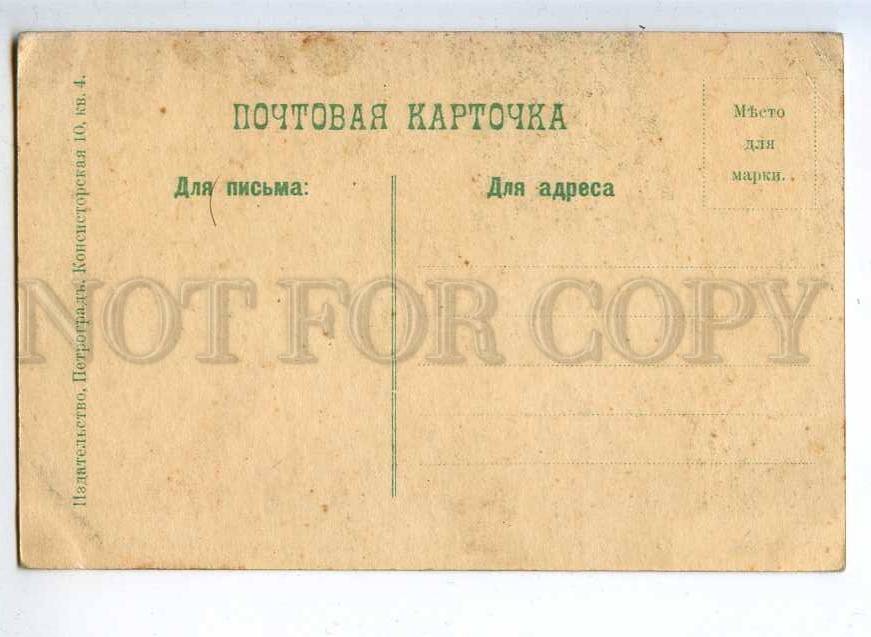 ПОЧТОВАЯ КАРТОЧКА
Для письма:
Для адреса
Мѣсто
для
марки.
Издательство, Петроградъ, Консисторская 10, кв. 4.
NOT FOR COPY